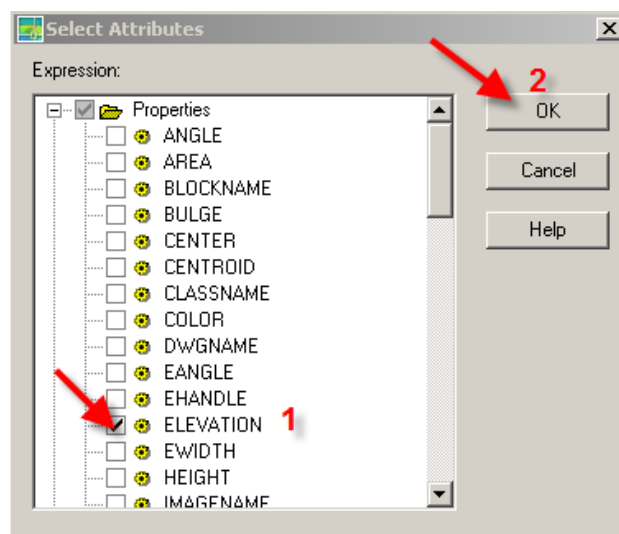 Select Attributes
Expression:
2
Properties
OK
ANGLE
AREA
BLOCKNAME
Cancel
BULGE
Help
CENTER
CENTROID
CLASSNAME
COLOR
DWGNAME
EANGLE
EHANDLE
ELEVATION 1
EWIDTH
HEIGHT
IMAGENAME